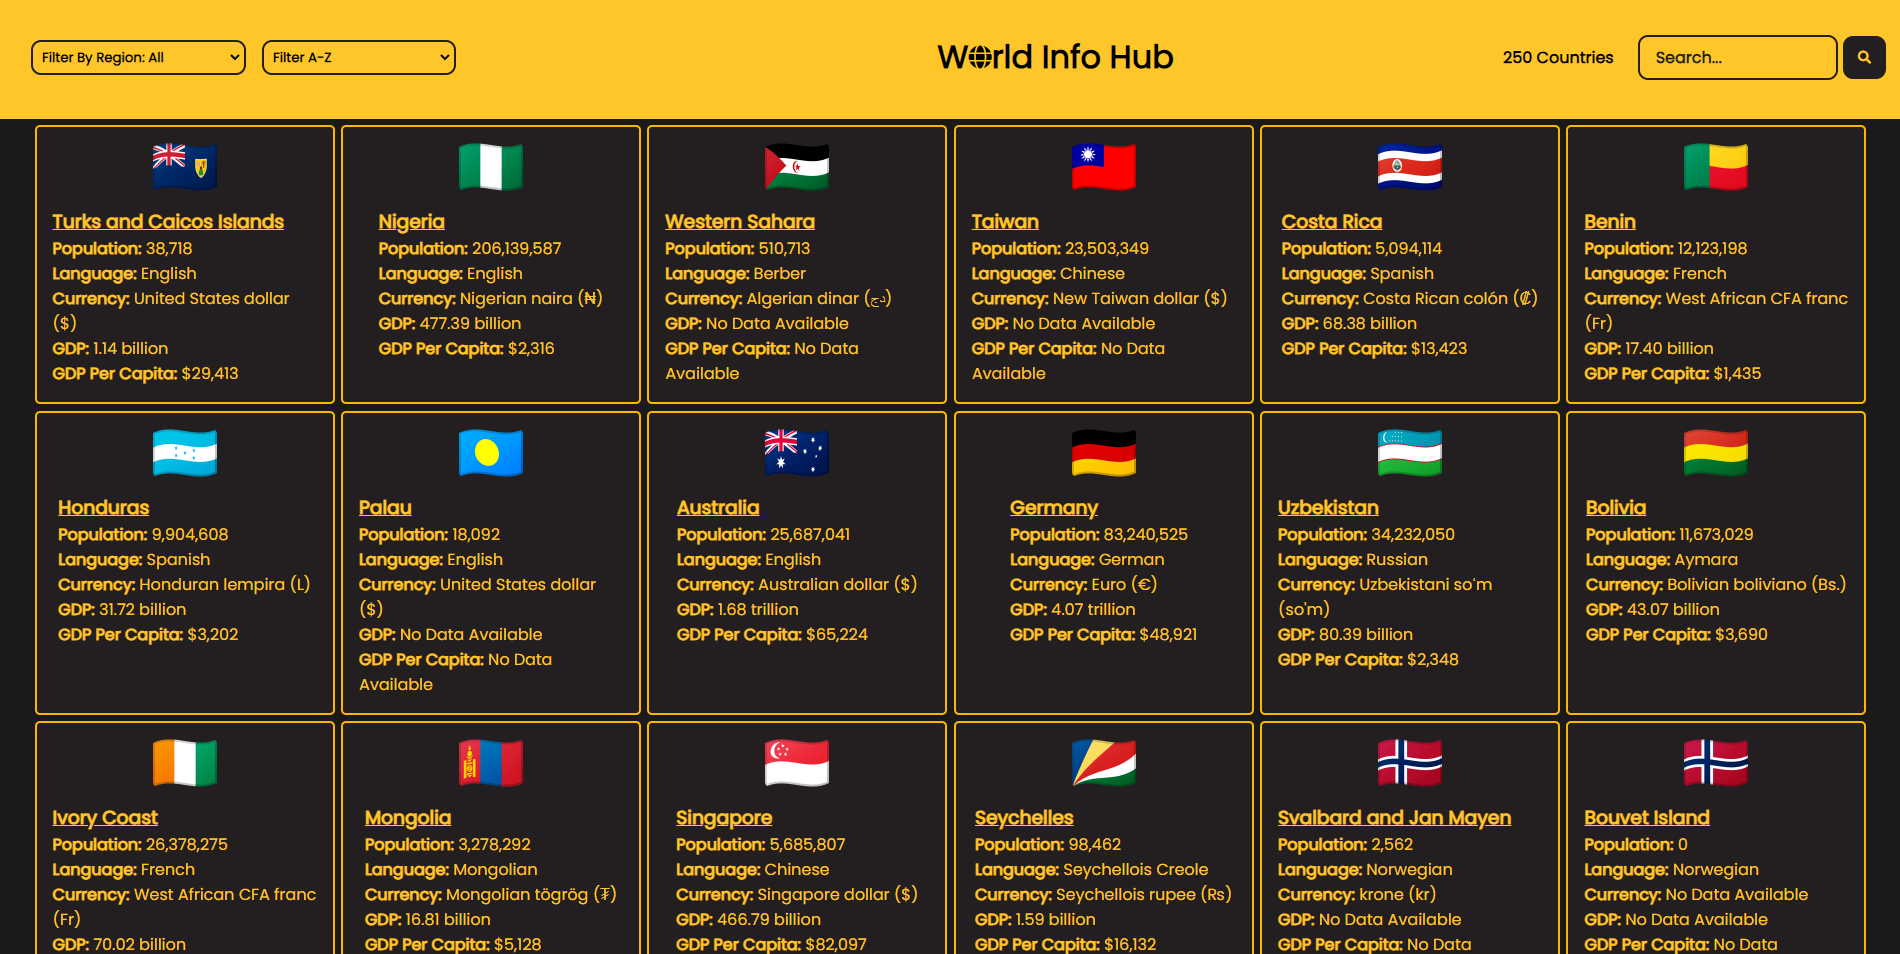 Filter By Region: All
Filter A-Z
World Info Hub
250 Countries
Search...
Turks and Caicos Islands
Population: 38,718
Language: English
Currency: United States dollar
($)
GDP: 1.14 billion
GDP Per Capita: $29,413
Nigeria
Population: 206,139,587
Language: English
Currency: Nigerian naira (₦)
GDP: 477.39 billion
GDP Per Capita: $2,316
Western Sahara
Population: 510,713
Language: Berber
Currency: Algerian dinar (دج)
GDP: No Data Available
GDP Per Capita: No Data
Available
Taiwan
Population: 23,503,349
Language: Chinese
Currency: New Taiwan dollar ($)
GDP: No Data Available
GDP Per Capita: No Data
Available
Costa Rica
Population: 5,094,114
Language: Spanish
Currency: Costa Rican colón (₡)
GDP: 68.38 billion
GDP Per Capita: $13,423
Benin
Population: 12,123,198
Language: French
Currency: West African CFA franc
(Fr)
GDP: 17.40 billion
GDP Per Capita: $1,435
Honduras
Population: 9,904,608
Language: Spanish
Currency: Honduran lempira (L)
GDP: 31.72 billion
GDP Per Capita: $3,202
Palau
Population: 18,092
Language: English
Currency: United States dollar
($)
GDP: No Data Available
GDP Per Capita: No Data
Available
Australia
Population: 25,687,041
Language: English
Currency: Australian dollar ($)
GDP: 1.68 trillion
GDP Per Capita: $65,224
Germany
Population: 83,240,525
Language: German
Currency: Euro (€)
GDP: 4.07 trillion
GDP Per Capita: $48,921
Uzbekistan
Population: 34,232,050
Language: Russian
Currency: Uzbekistani soʻm
(so'm)
GDP: 80.39 billion
GDP Per Capita: $2,348
Bolivia
Population: 11,673,029
Language: Aymara
Currency: Bolivian boliviano (Bs.)
GDP: 43.07 billion
GDP Per Capita: $3,690
Ivory Coast
Population: 26,378,275
Language: French
Currency: West African CFA franc
(Fr)
GDP: 70.02 billion
Mongolia
Population: 3,278,292
Language: Mongolian
Currency: Mongolian tögrög (₮)
GDP: 16.81 billion
GDP Per Capita: $5,128
Singapore
Population: 5,685,807
Language: Chinese
Currency: Singapore dollar ($)
GDP: 466.79 billion
GDP Per Capita: $82,097
Seychelles
Population: 98,462
Language: Seychellois Creole
Currency: Seychellois rupee (₨)
GDP: 1.59 billion
GDP Per Capita: $16,132
Svalbard and Jan Mayen
Population: 2,562
Language: Norwegian
Currency: krone (kr)
GDP: No Data Available
GDP Per Capita: No Data
Bouvet Island
Population: 0
Language: Norwegian
Currency: No Data Available
GDP: No Data Available
GDP Per Capita: No Data